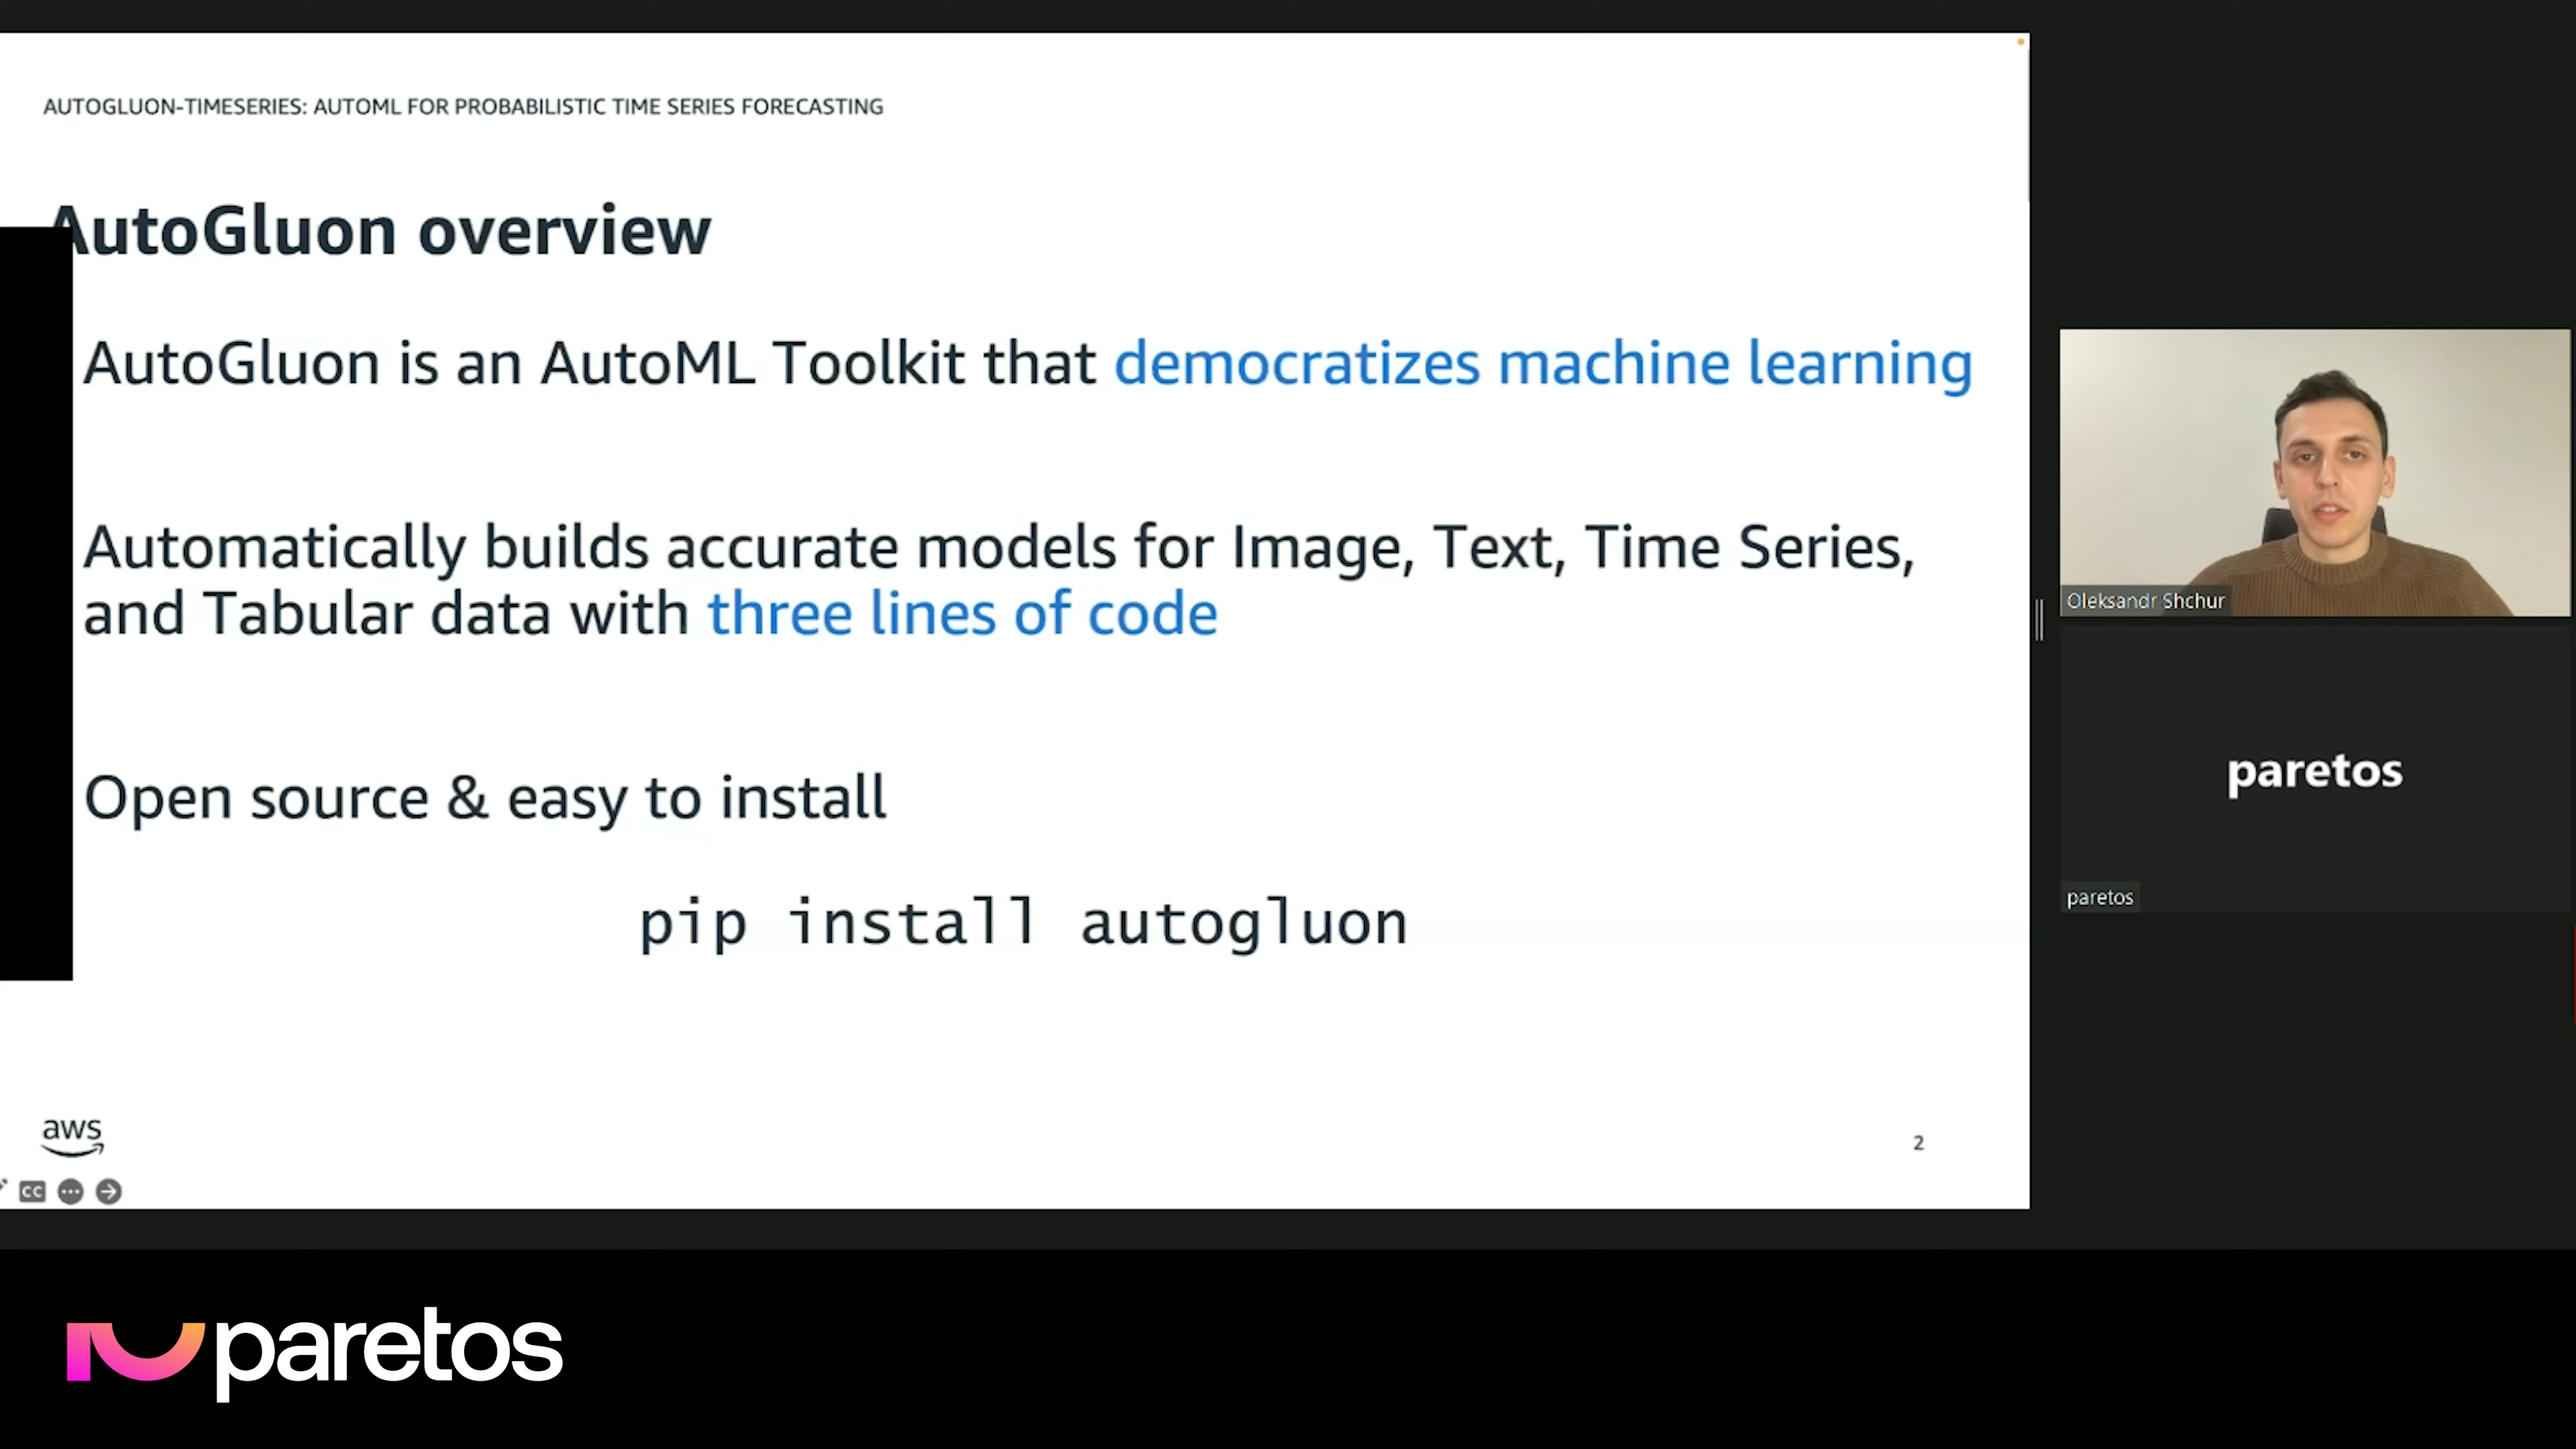 AUTOGLUON-TIMESERIES: AUTOML FOR PROBABILISTIC TIME SERIES FORECASTING
AutoGluon overview
AutoGluon is an AutoML Toolkit that democratizes machine learning
Automatically builds accurate models for Image, Text, Time Series,
and Tabular data with three lines of code
Open source & easy to install
pip install autogluon
aws
2
CC
Oleksandr Shchur
paretos
paretos
paretos